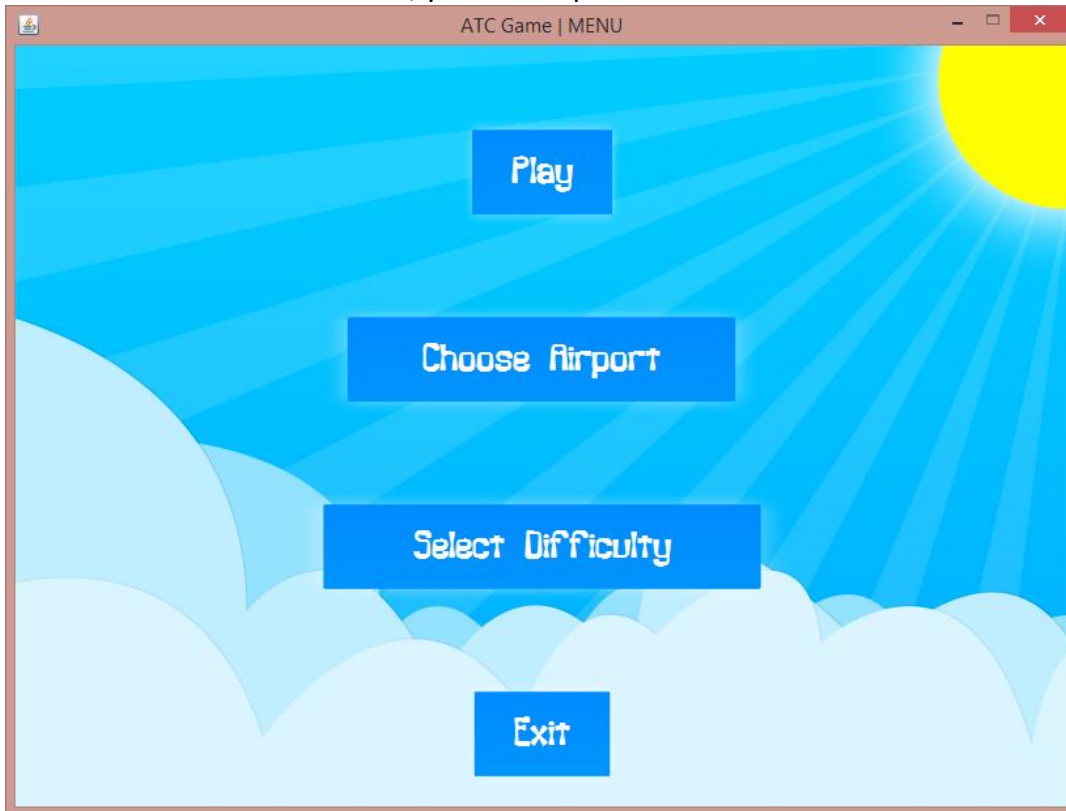 ATC Game | MENU
Play
Choose Airport
Select Difficulty
Exit